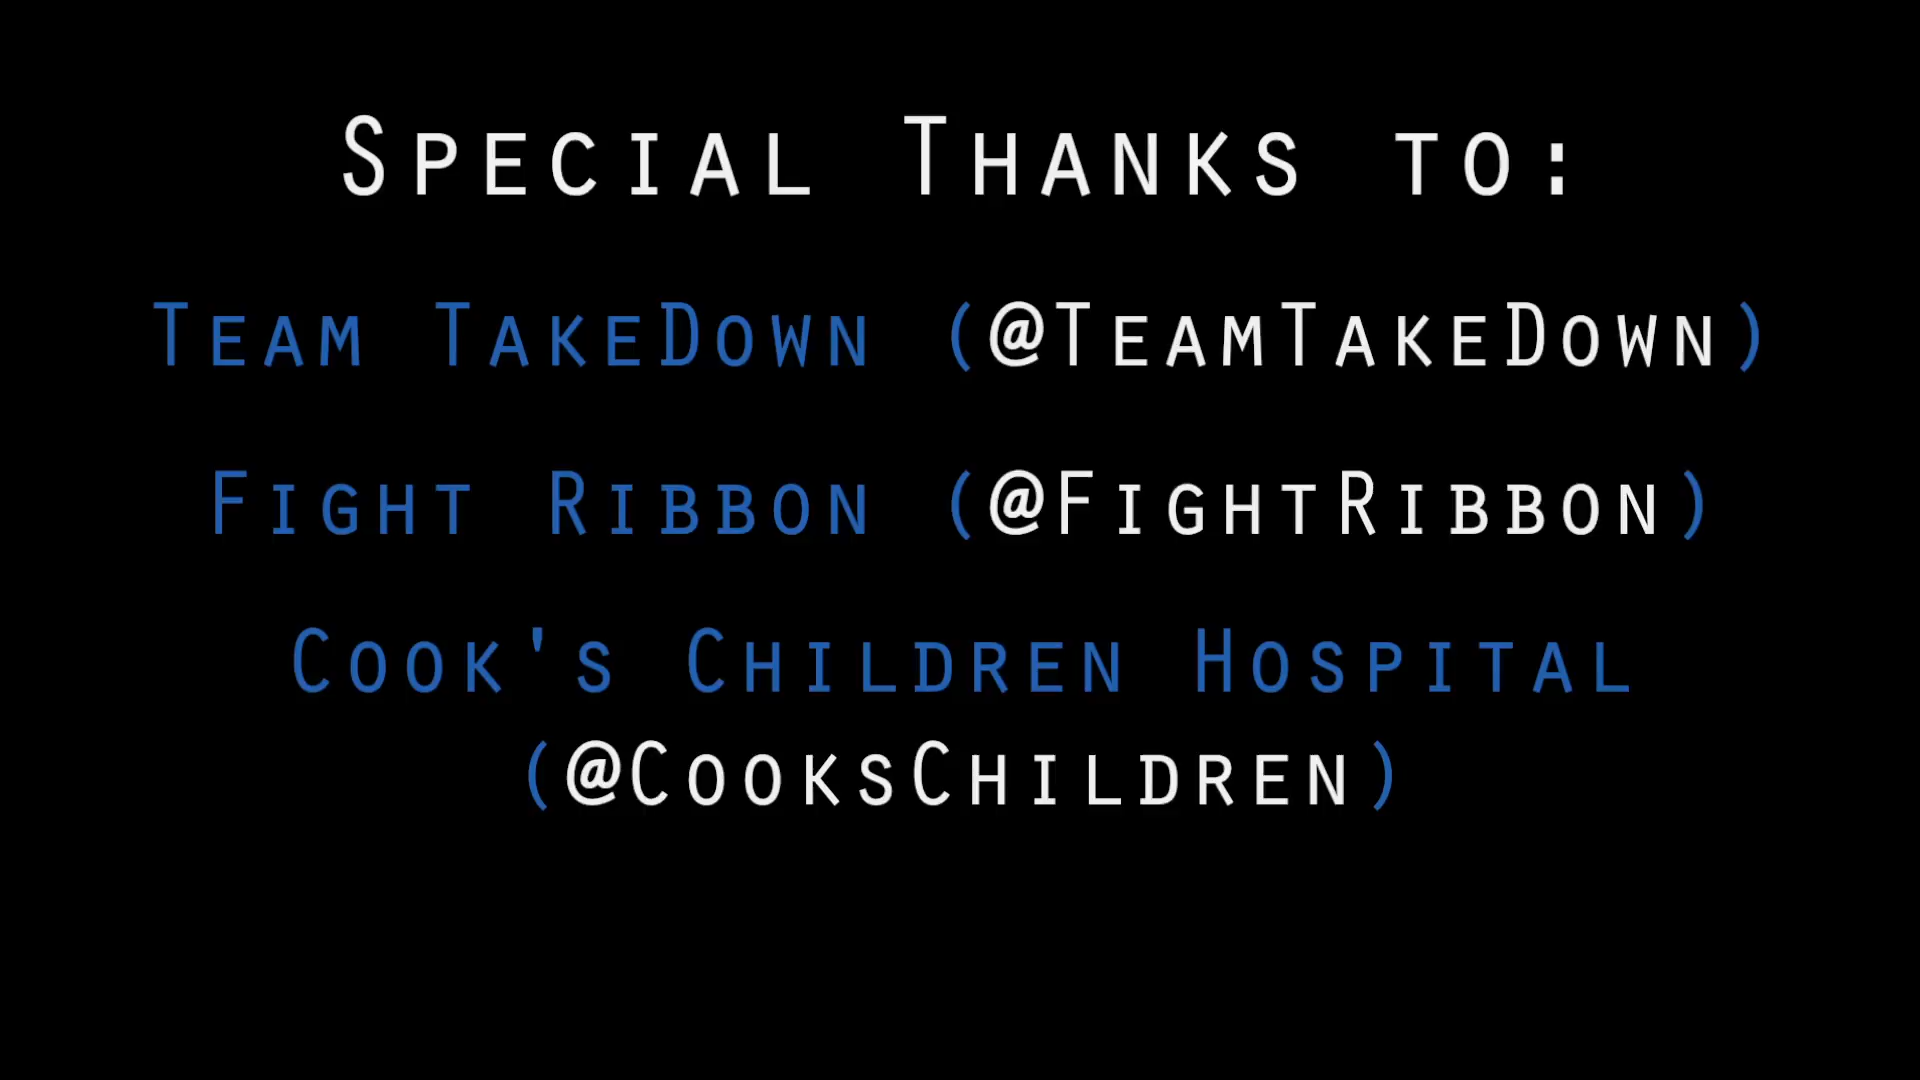 Special Thanks to:
Team TakeDown (@TeamTakeDown)
Fight Ribbon (@FightRibbon)
Cook's Children Hospital
(@CooksChildren)